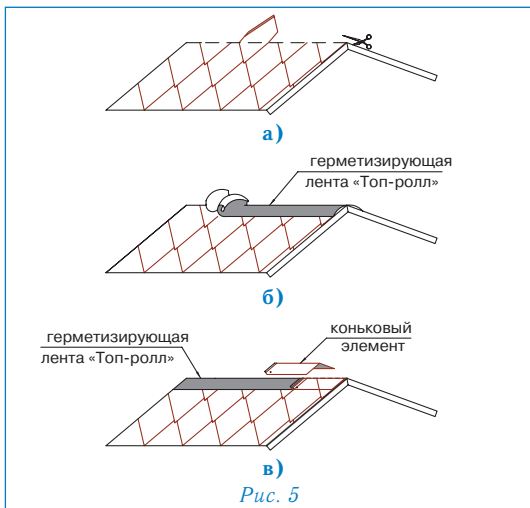 а)
герметизирующая
лента «Топ-ролл»
б)
герметизирующая
лента «Топ-ролл»
коньковый
элемент
в)
Рис. 5